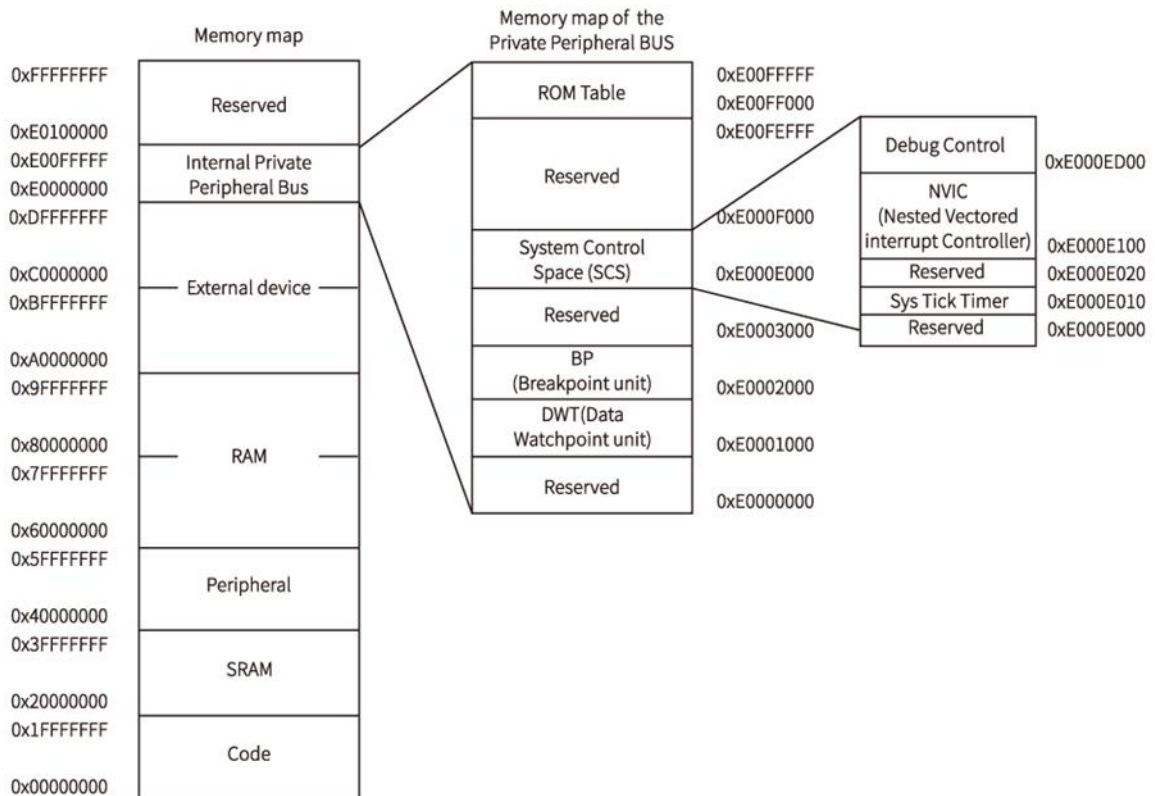 Memory map
0xFFFFFFFF
Reserved
0xE0100000
0xE00FFFFF
Internal Private
Peripheral Bus
0xE0000000
0xDFFFFFFF
0xC0000000
External device
0xBFFFFFFF
0xA0000000
0x9FFFFFFF
0x80000000
RAM
0x7FFFFFFF
0x60000000
0x5FFFFFFF
Peripheral
0x40000000
0x3FFFFFFF
SRAM
0x20000000
0x1FFFFFFF
Code
0x00000000
Memory map of the
Private Peripheral BUS
ROM Table
0xE00FFFFF
0xE00FF000
0xE00FEFFF
Reserved
0xE000F000
System Control
Space (SCS)
0xE000E000
Reserved
0xE0003000
BP
(Breakpoint unit)
0xE0002000
DWT(Data
Watchpoint unit)
0xE0001000
Reserved
0xE0000000
Debug Control
0xE000ED00
NVIC
(Nested Vectored
interrupt Controller)
0xE000E100
Reserved
0xE000E020
Sys Tick Timer
0xE000E010
Reserved
0xE000E000